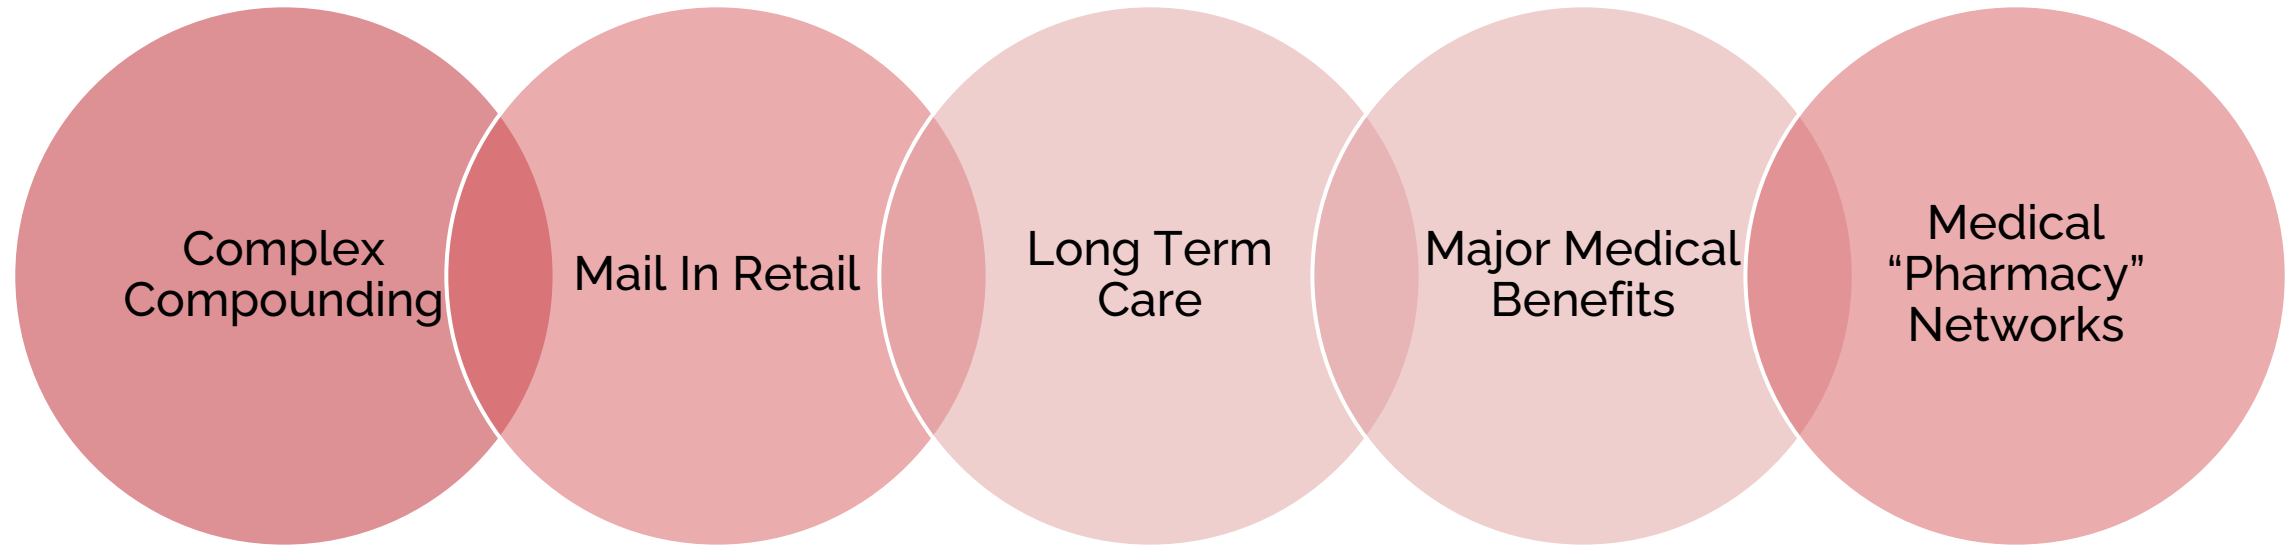 Complex
Compounding
Mail In Retail
Long Term
Care
Major Medical
Benefits
Medical
“Pharmacy”
Networks